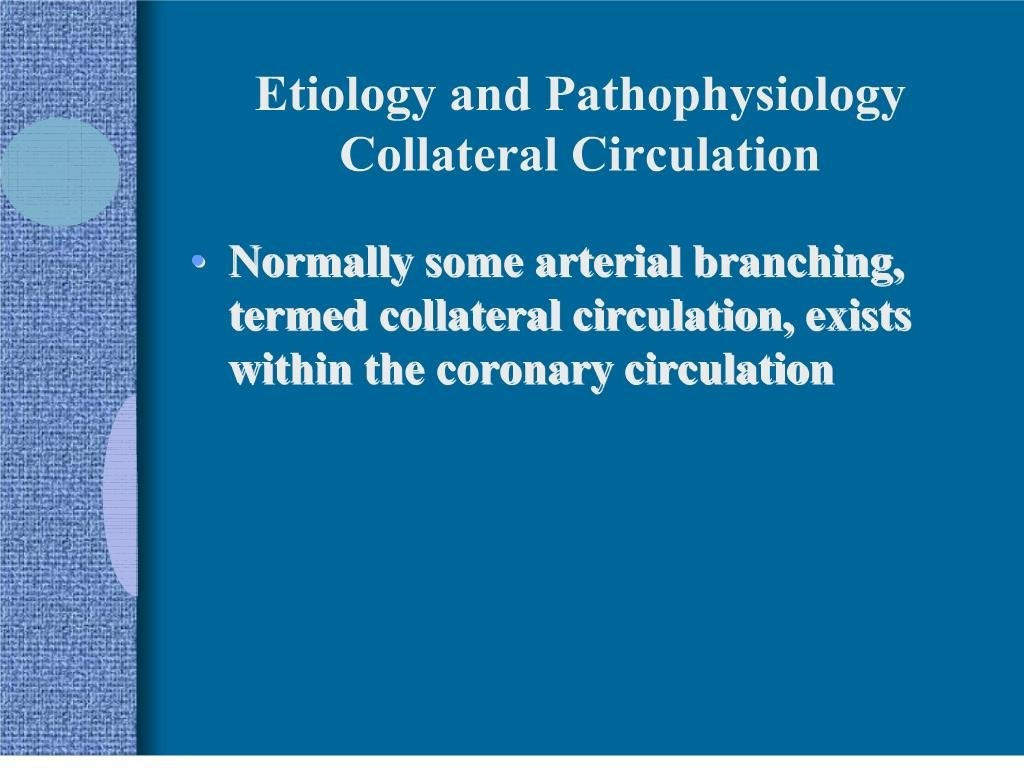 Etiology and Pathophysiology
Collateral Circulation
• Normally some arterial branching,
termed collateral circulation, exists
within the coronary circulation